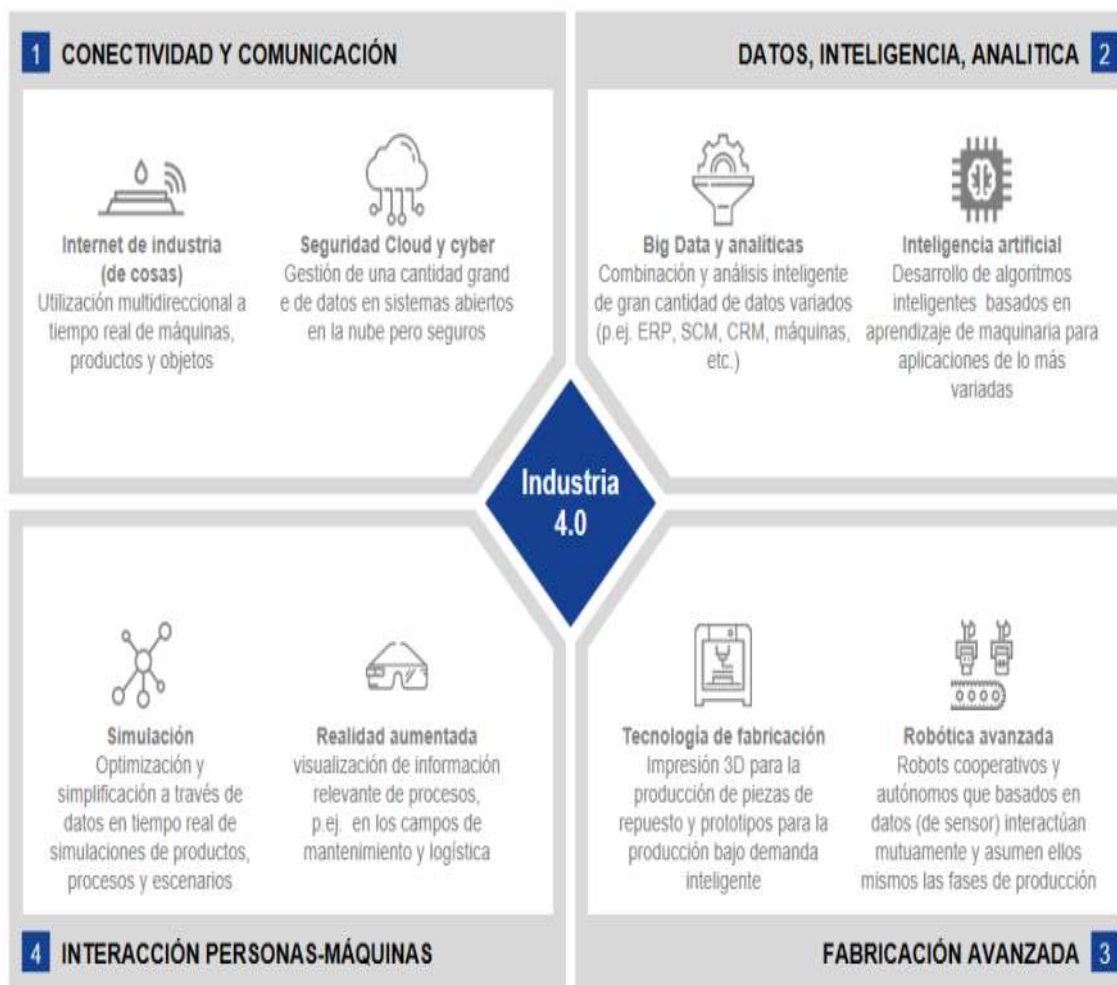 1 CONECTIVIDAD Y COMUNICACIÓN
Internet de industria
(de cosas)
Utilización multidireccional a
tiempo real de máquinas,
productos y objetos
Seguridad Cloud y cyber
Gestión de una cantidad grand
e de datos en sistemas abiertos
en la nube pero seguros
DATOS, INTELIGENCIA, ANALITICA 2
Big Data y analíticas
Combinación y análisis inteligente
de gran cantidad de datos variados
(p.ej. ERP, SCM, CRM, máquinas,
etc.)
Inteligencia artificial
Desarrollo de algoritmos
inteligentes basados en
aprendizaje de maquinaria para
aplicaciones de lo más
variadas
Industria
4.0
Simulación
Optimización y
simplificación a través de
datos en tiempo real de
simulaciones de productos,
procesos y escenarios
Realidad aumentada
visualización de información
relevante de procesos,
p.ej. en los campos de
mantenimiento y logística
4 INTERACCIÓN PERSONAS-MÁQUINAS
Tecnología de fabricación
Impresión 3D para la
producción de piezas de
repuesto y prototipos para la
producción bajo demanda
inteligente
Robótica avanzada
Robots cooperativos y
autónomos que basados en
datos (de sensor) interactúan
mutuamente y asumen ellos
mismos las fases de producción
FABRICACIÓN AVANZADA 3